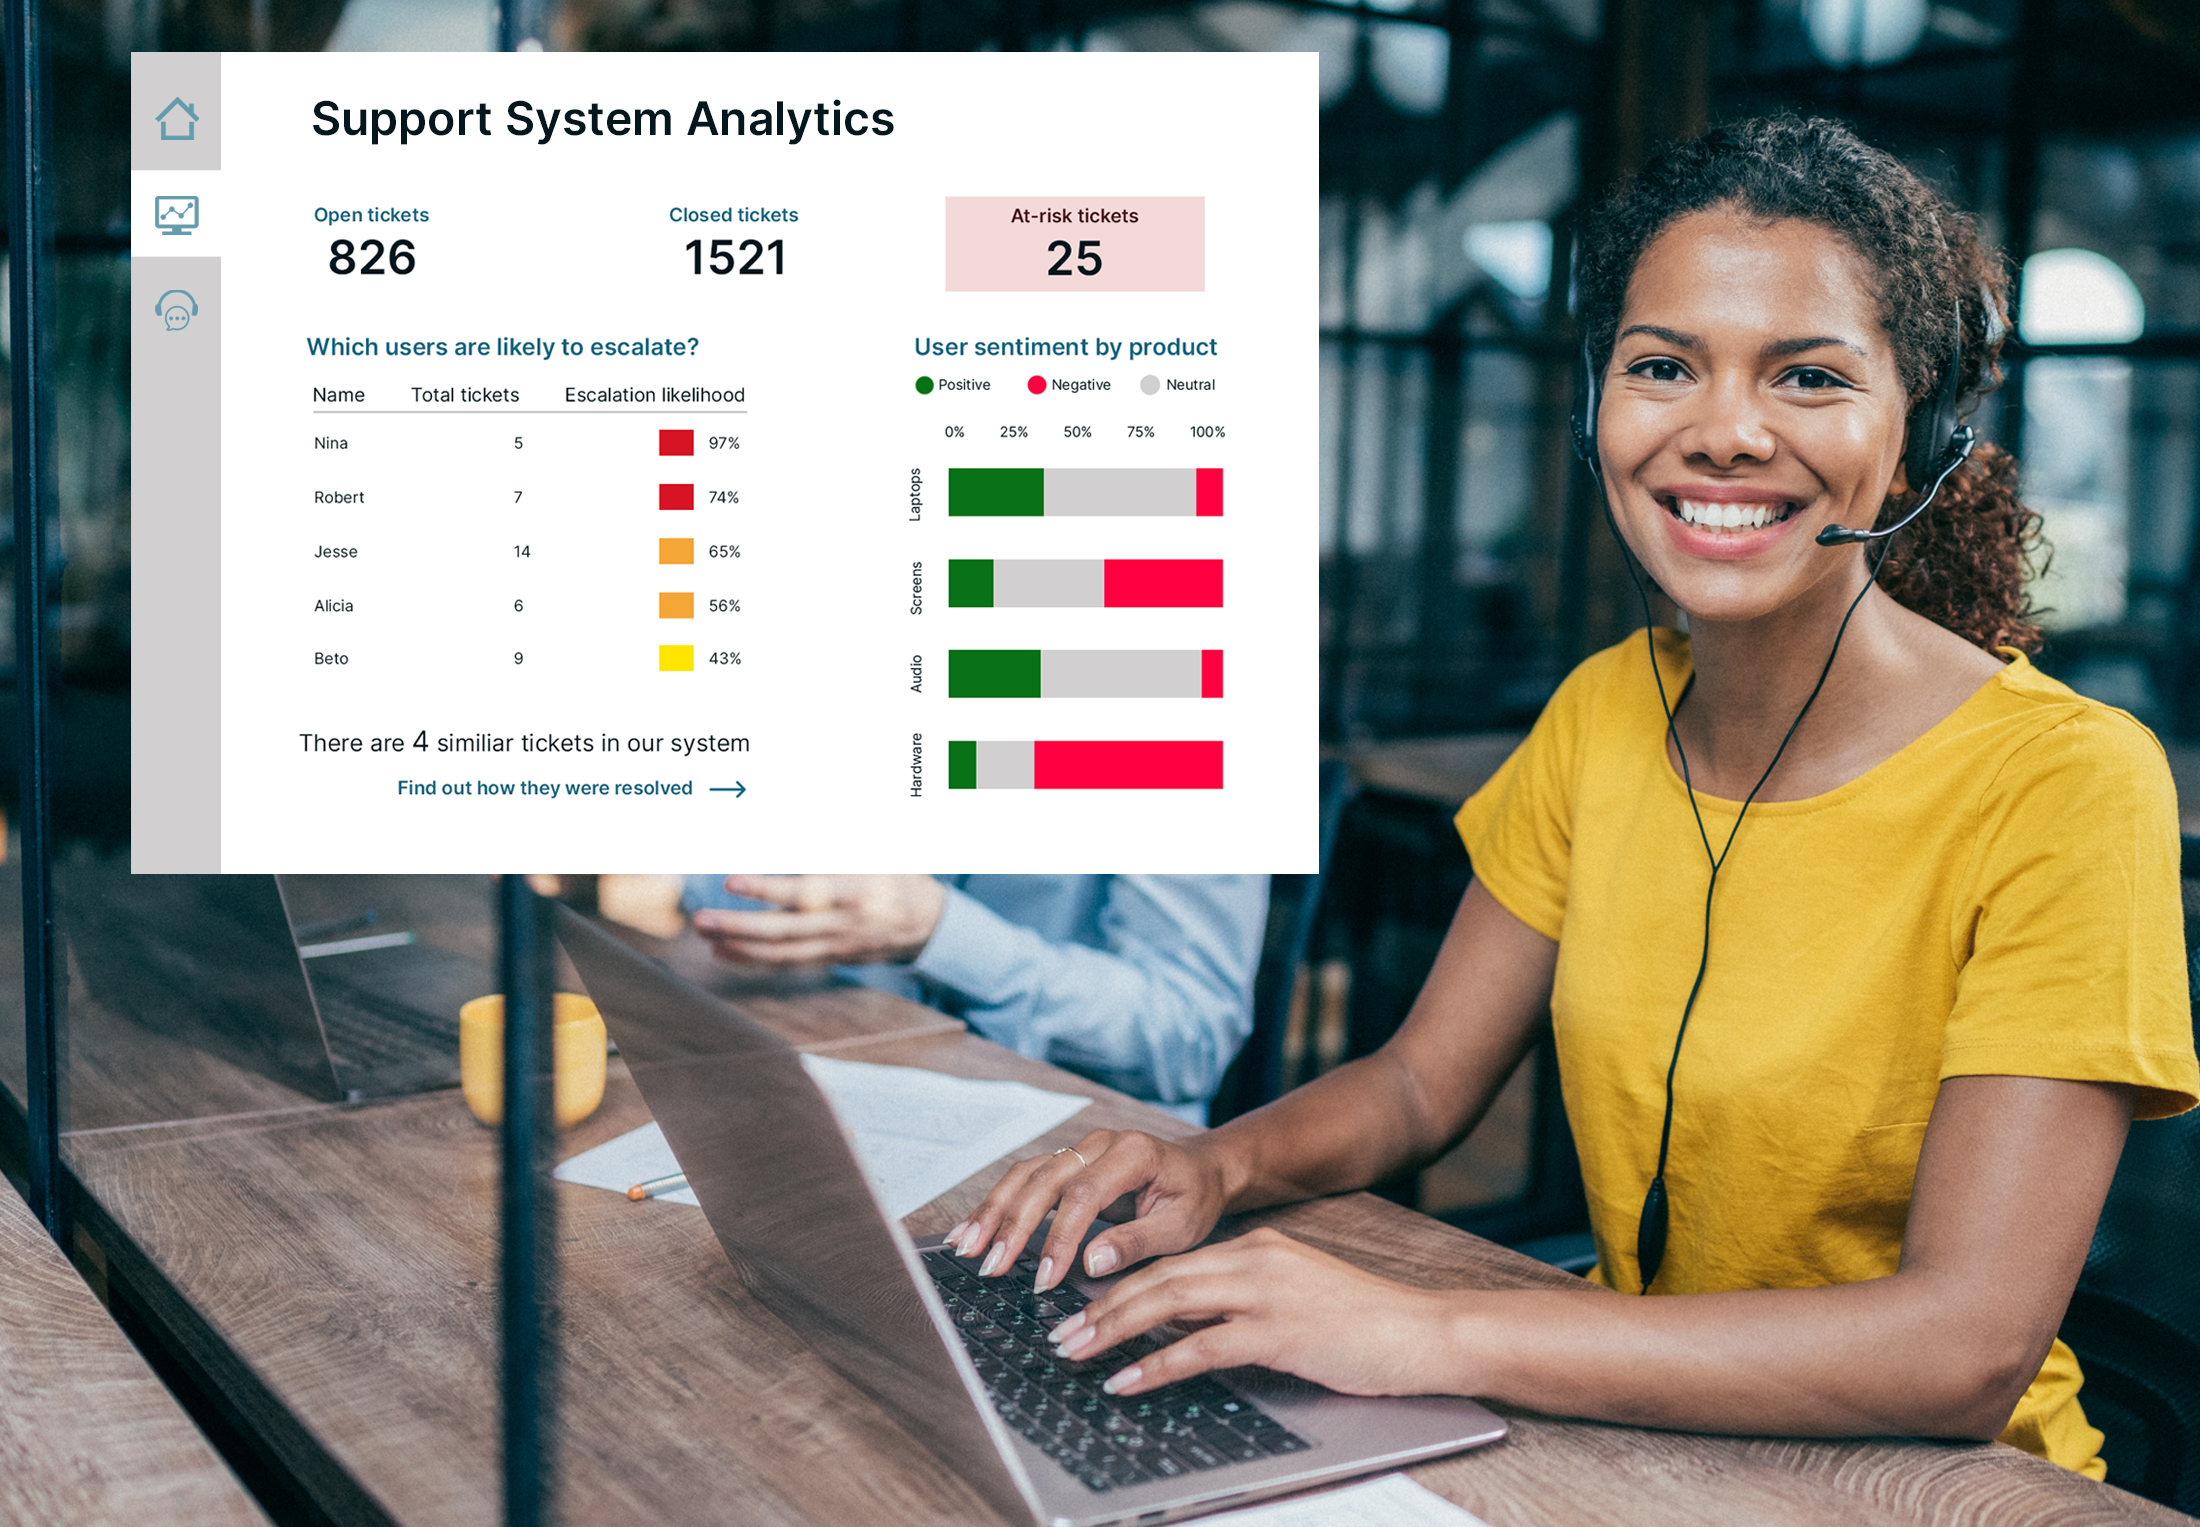 Support System Analytics
Open tickets
826
Closed tickets
1521
At-risk tickets
25
Which users are likely to escalate?
Name Total tickets Escalation likelihood
Nina 5 97%
Robert 7 74%
Jesse 14 65%
Alicia 6 56%
Beto 9 43%
There are 4 similiar tickets in our system
Find out how they were resolved
User sentiment by product
Positive Negative Neutral
0% 25% 50% 75% 100%
Laptops
Screens
Audio
Hardware